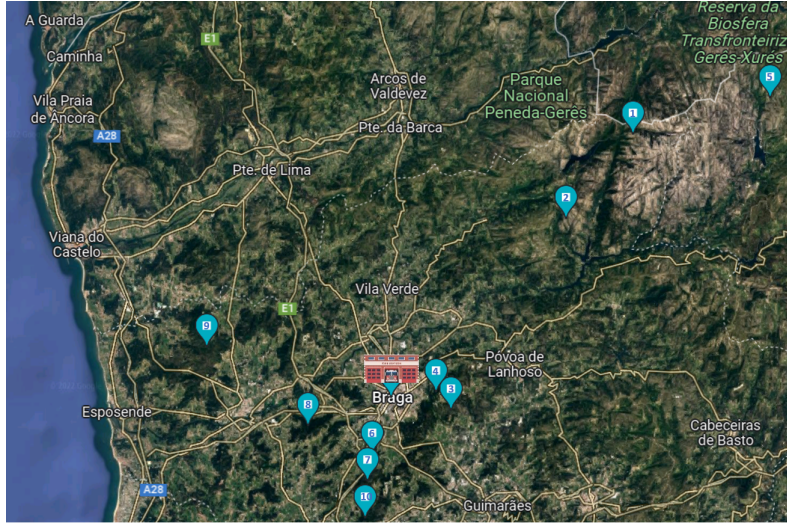 A Guarda
E1
Reserva da
Biosfera
Transfronteiriz
Gerês-Xurés
Caminha
5
Arcos de
Valdevez
Parque
Nacional
Peneda-Gerês
Vila Praia
de Âncora
A28
1
Pte. da Barca
Pte. de Lima
2
Viana do
Castelo
Vila Verde
E1
9
Póvoa de
Lanhoso
4
3
Braga
8
Esposende
6
Cabeceiras
de Basto
7
A28
10
Guimarães